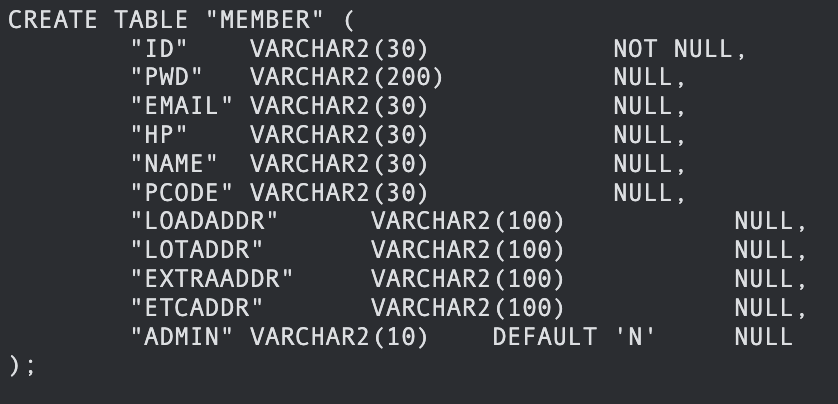 CREATE TABLE "MEMBER" (
"ID" VARCHAR2(30) NOT NULL,
"PWD" VARCHAR2(200) NULL,
"EMAIL" VARCHAR2(30) NULL,
"HP" VARCHAR2(30) NULL,
"NAME" VARCHAR2(30) NULL,
"PCODE" VARCHAR2(30) NULL,
"LOADADDR" VARCHAR2(100) NULL,
"LOTADDR" VARCHAR2(100) NULL,
"EXTRAADDR" VARCHAR2(100) NULL,
"ETCADDR" VARCHAR2(100) NULL,
"ADMIN" VARCHAR2(10) DEFAULT 'N' NULL
);